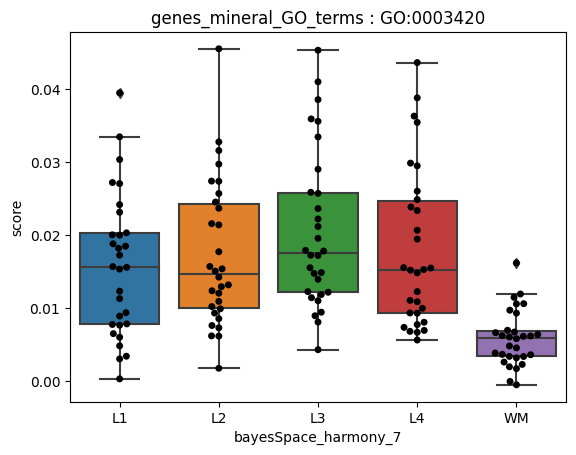 genes_mineral_GO_terms : GO:0003420
0.04
0.03
0.02
0.01
0.00
score
L1 L2 L3 L4 WM
bayesSpace_harmony_7